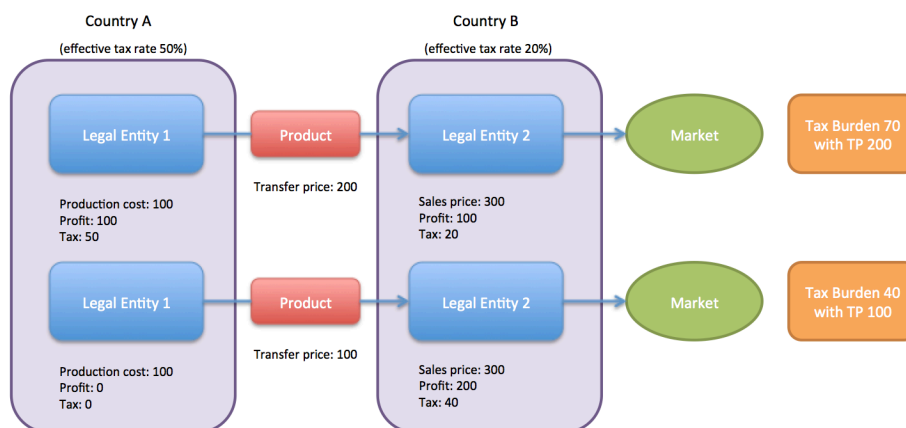 Country A
(effective tax rate 50%)
Country B
(effective tax rate 20%)
Legal Entity 1
Product
Legal Entity 2
Market
Tax Burden 70
with TP 200
Transfer price: 200
Production cost: 100
Profit: 100
Tax: 50
Sales price: 300
Profit: 100
Tax: 20
Legal Entity 1
Product
Legal Entity 2
Market
Tax Burden 40
with TP 100
Transfer price: 100
Production cost: 100
Profit: 0
Tax: 0
Sales price: 300
Profit: 200
Tax: 40